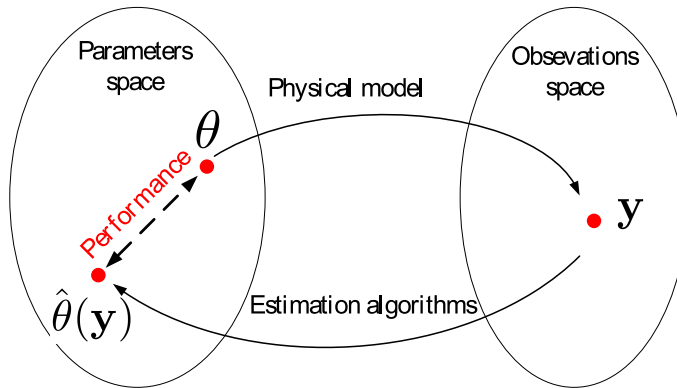 Parameters
space
Obsevations
space
Physical model
θ
Performance
y
θ̂(y)
Estimation algorithms